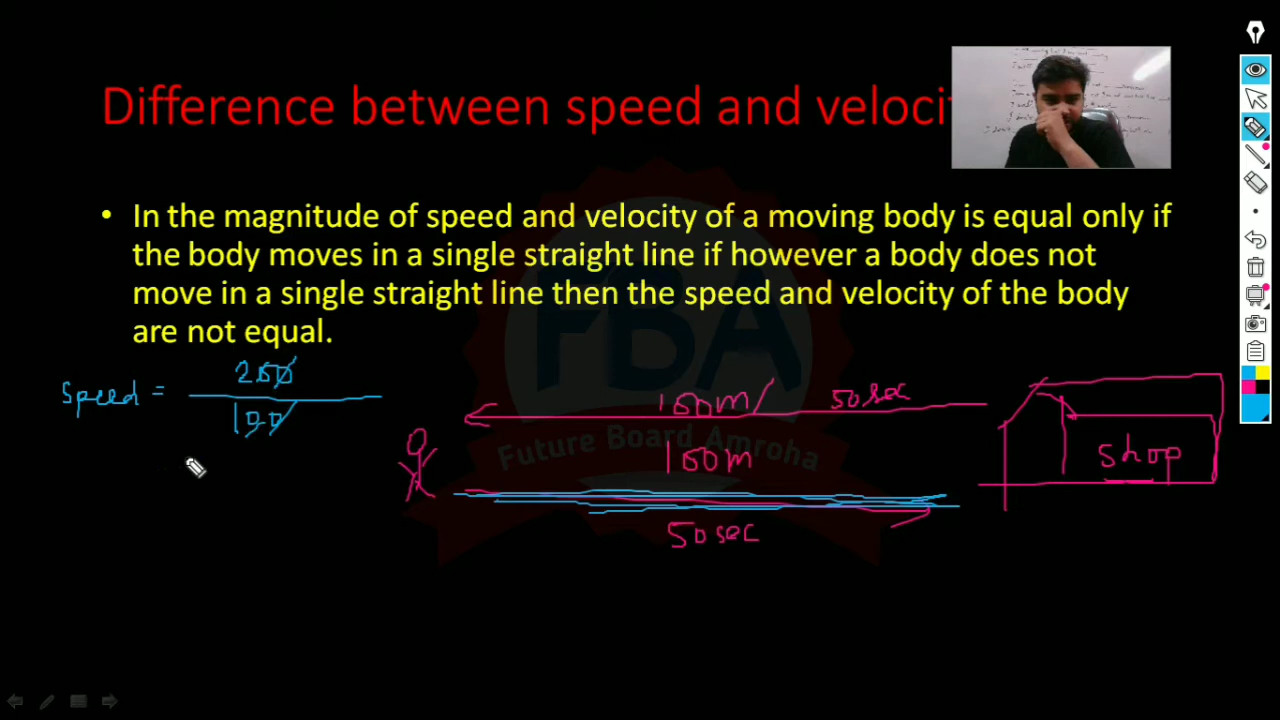 Difference between speed and veloci
• In the magnitude of speed and velocity of a moving body is equal only if
the body moves in a single straight line if however a body does not
move in a single straight line then the speed and velocity of the body
are not equal.
Speed = 200
100
100m/ 50sec
100m
50sec
shop
FBA
Future Board Amroha